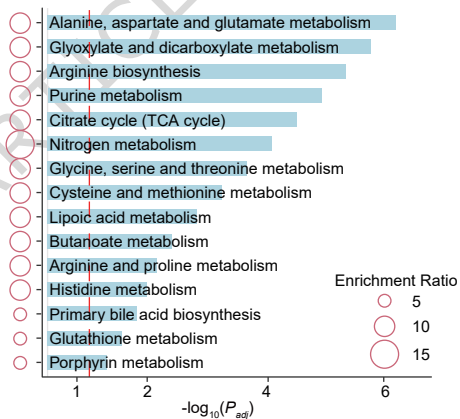 Alanine, aspartate and glutamate metabolism
Glyoxylate and dicarboxylate metabolism
Arginine biosynthesis
Purine metabolism
Citrate cycle (TCA cycle)
Nitrogen metabolism
Glycine, serine and threonine metabolism
Cysteine and methionine metabolism
Lipoic acid metabolism
Butanoate metabolism
Arginine and proline metabolism
Histidine metabolism
Primary bile acid biosynthesis
Glutathione metabolism
Porphyrin metabolism
Enrichment Ratio
5
10
15
1 2 4 6
-log₁₀(P_adj)